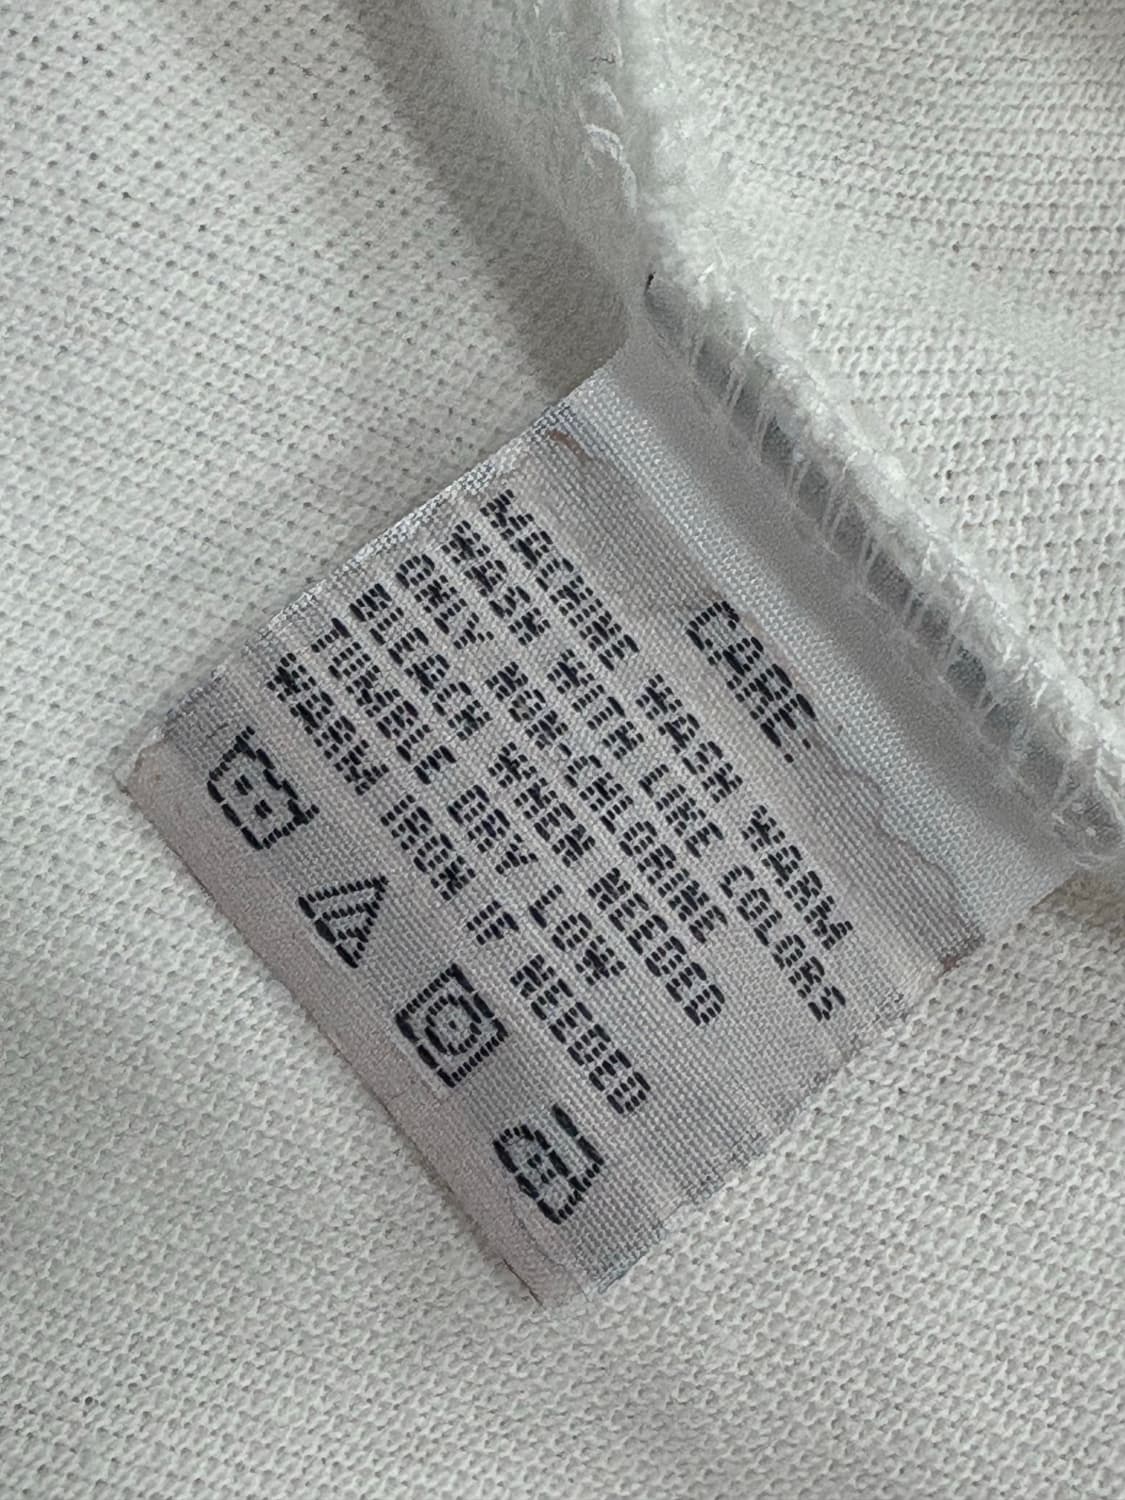 CARE:
MACHINE WASH WARM
WASH WITH LIKE COLORS
ONLY NON-CHLORINE
BLEACH WHEN NEEDED
TUMBLE DRY LOW
WARM IRON IF NEEDED